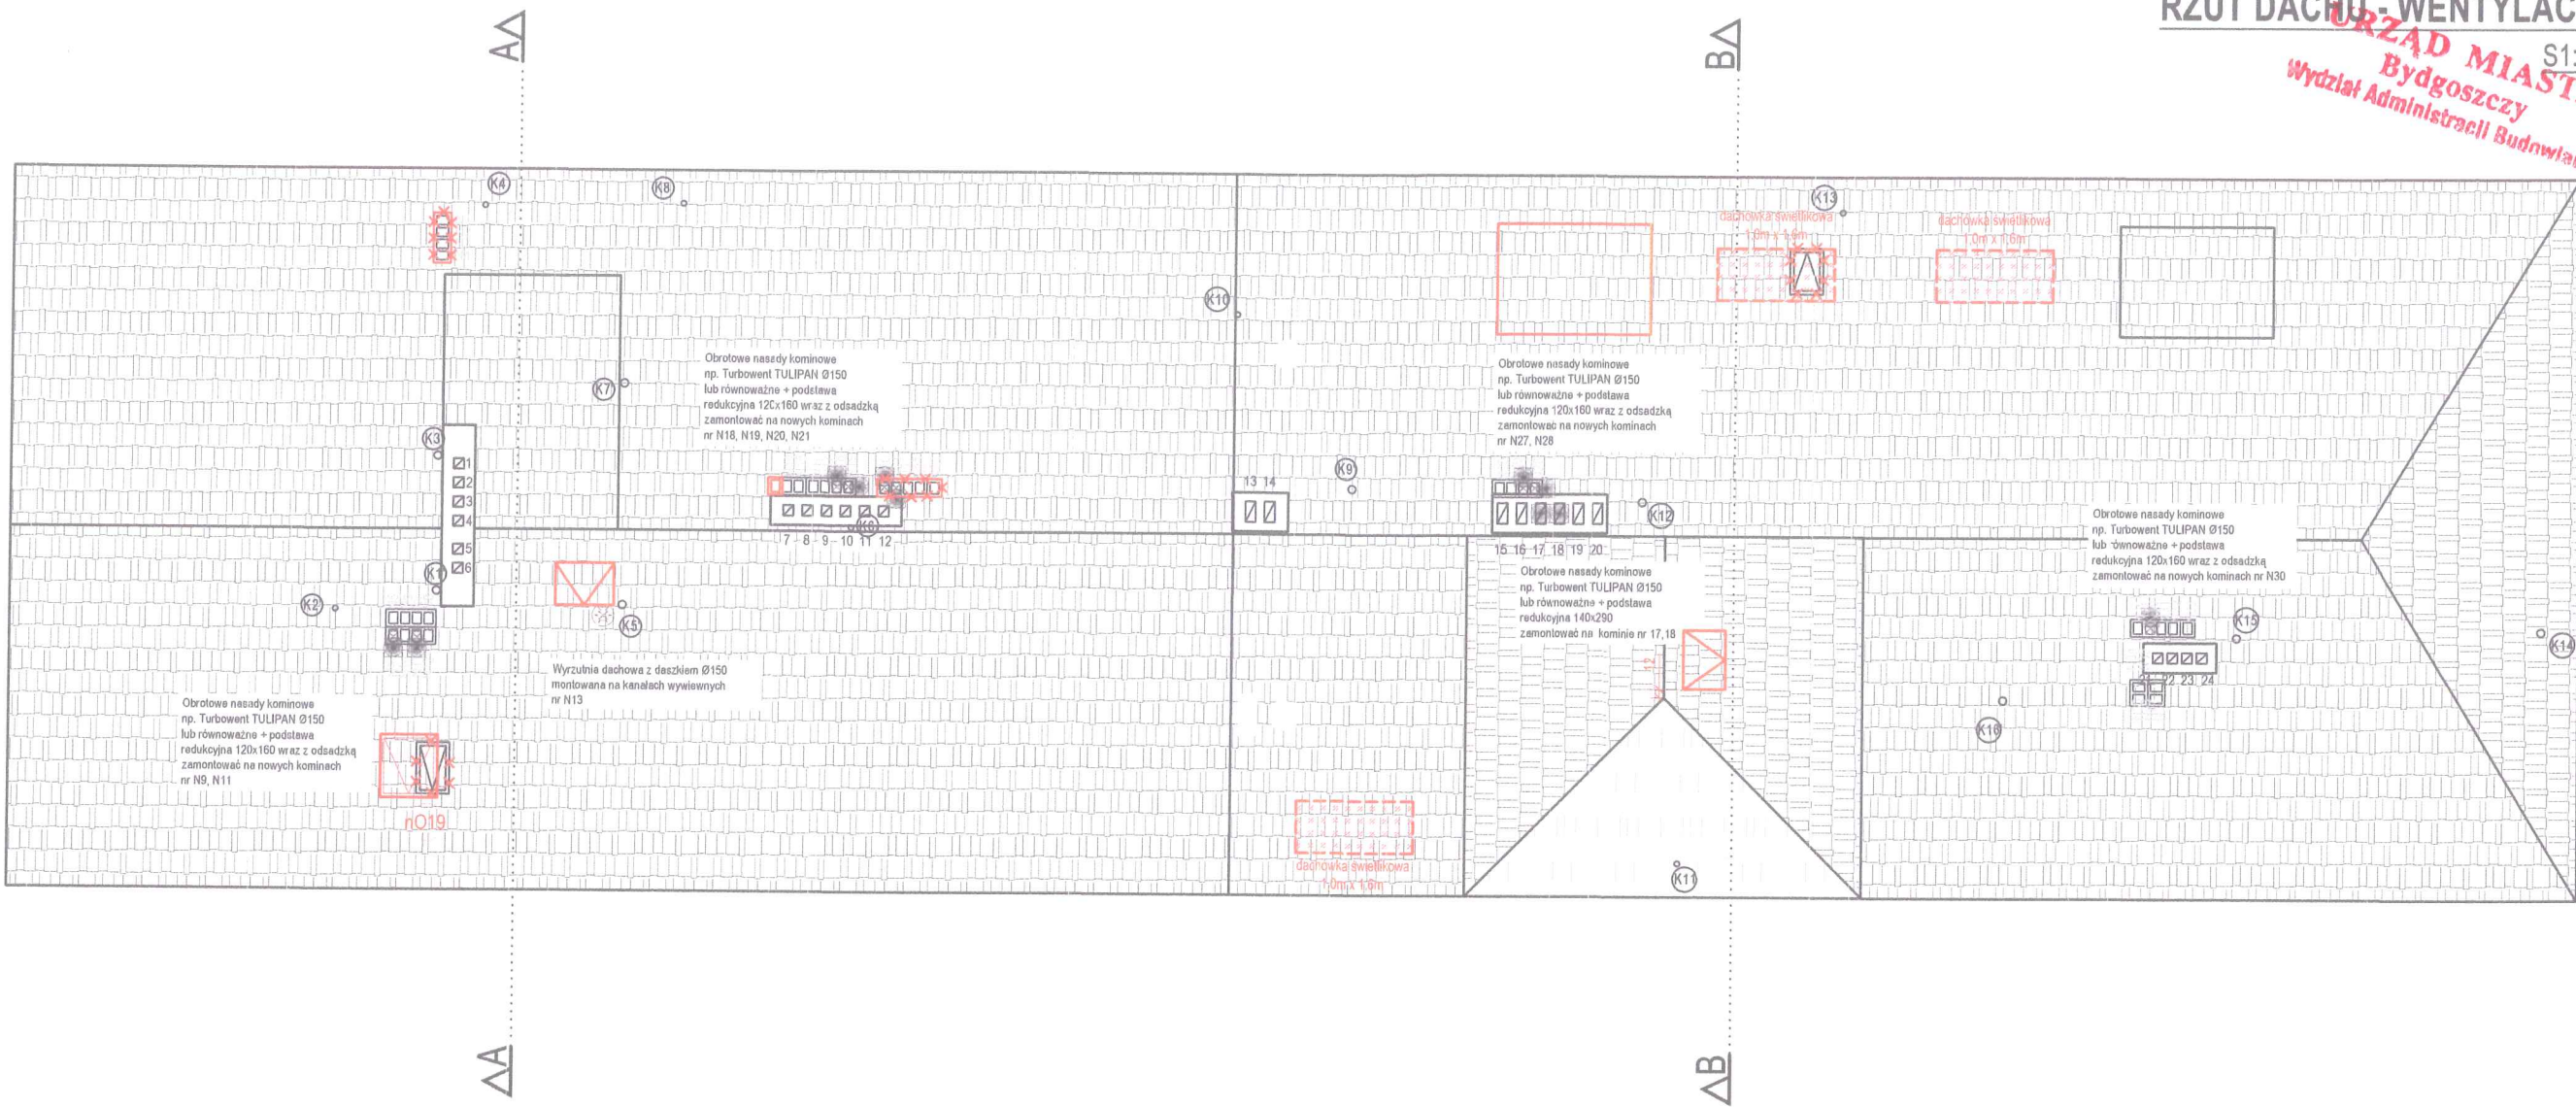 RZUT DACHU - WENTYLAC
S1:
URZĄD MIAST
Bydgoszczy
Wydział Administracji Budowla
A
B
K4
K8
K13
dachówka świetlikowa
1,0m x 1,6m
dachówka świetlikowa
1,0m x 1,6m
K10
K7
Obrotowe nasady kominowe
np. Turbowent TULIPAN Ø150
lub równoważne + podstawa
redukcyjna 120x160 wraz z odsadzką
zamontować na nowych kominach
nr N18, N19, N20, N21
Obrotowe nasady kominowe
np. Turbowent TULIPAN Ø150
lub równoważne + podstawa
redukcyjna 120x160 wraz z odsadzką
zamontować na nowych kominach
nr N27, N28
K3
1
2
3
4
5
6
K9
13 14
K12
K6
7 8 9 10 11 12
15 16 17 18 19 20
Obrotowe nasady kominowe
np. Turbowent TULIPAN Ø150
lub równoważne + podstawa
redukcyjna 120x160 wraz z odsadzką
zamontować na nowych kominach nr N30
K1
K2
K5
Obrotowe nasady kominowe
np. Turbowent TULIPAN Ø150
lub równoważne + podstawa
redukcyjna 140x290
zamontować na kominie nr 17,18
K15
K14
21 22 23 24
K16
12
Wyrzutnia dachowa z daszkiem Ø150
montowana na kanałach wywiewnych
nr N13
Obrotowe nasady kominowe
np. Turbowent TULIPAN Ø150
lub równoważne + podstawa
redukcyjna 120x160 wraz z odsadzką
zamontować na nowych kominach
nr N9, N11
nO19
dachówka świetlikowa
1,0m x 1,6m
K11
A
B